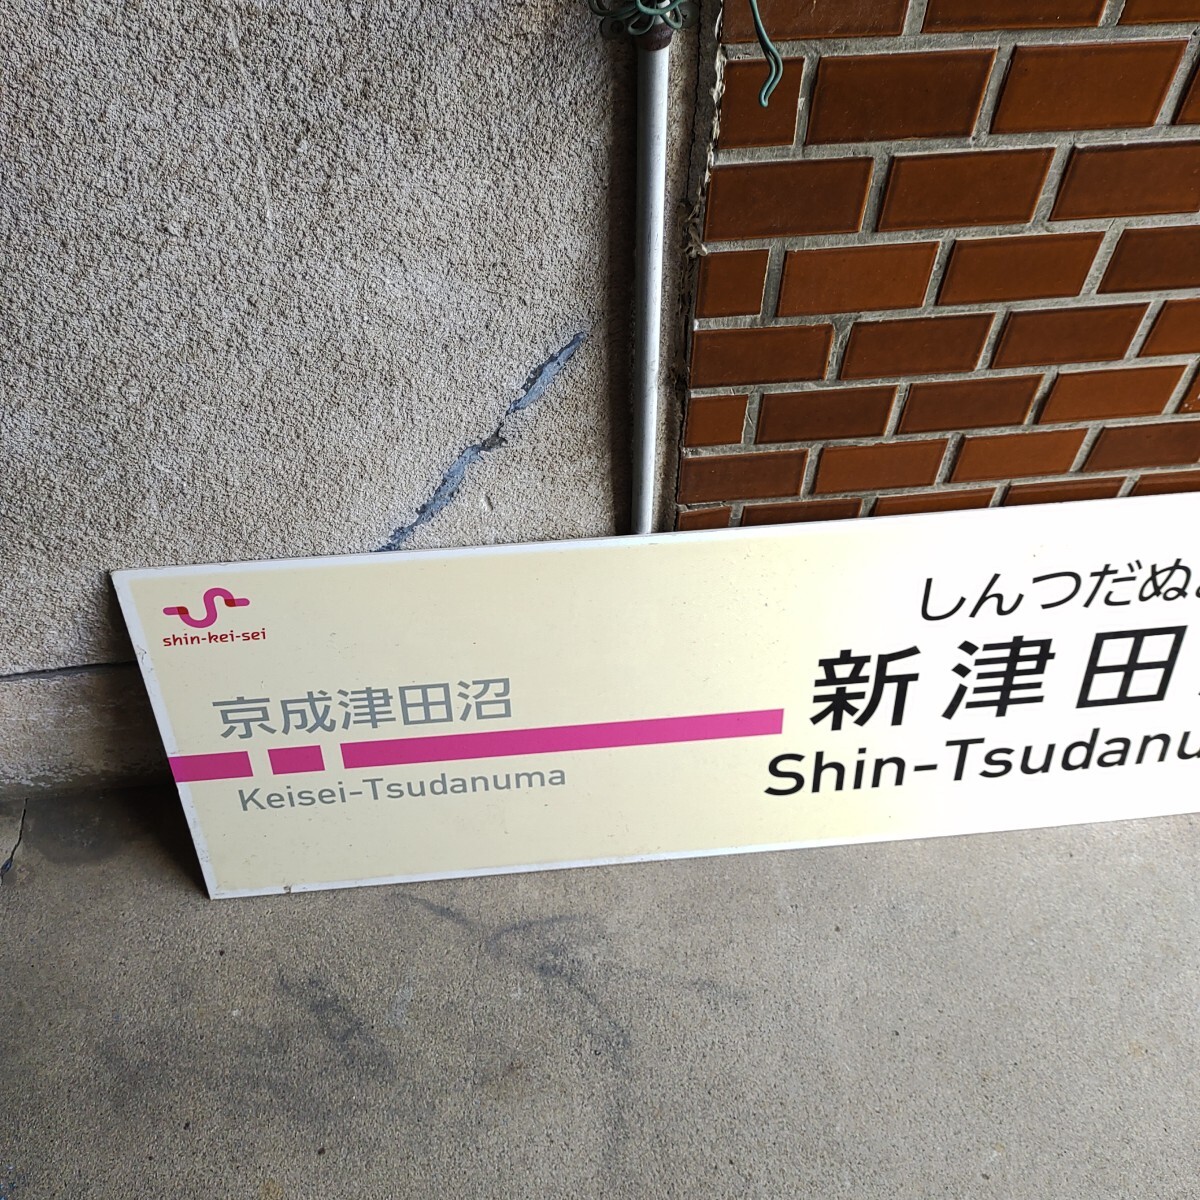 shin-kei-sei
京成津田沼
Keisei-Tsudanuma
しんつだぬ
新津田
Shin-Tsudanu